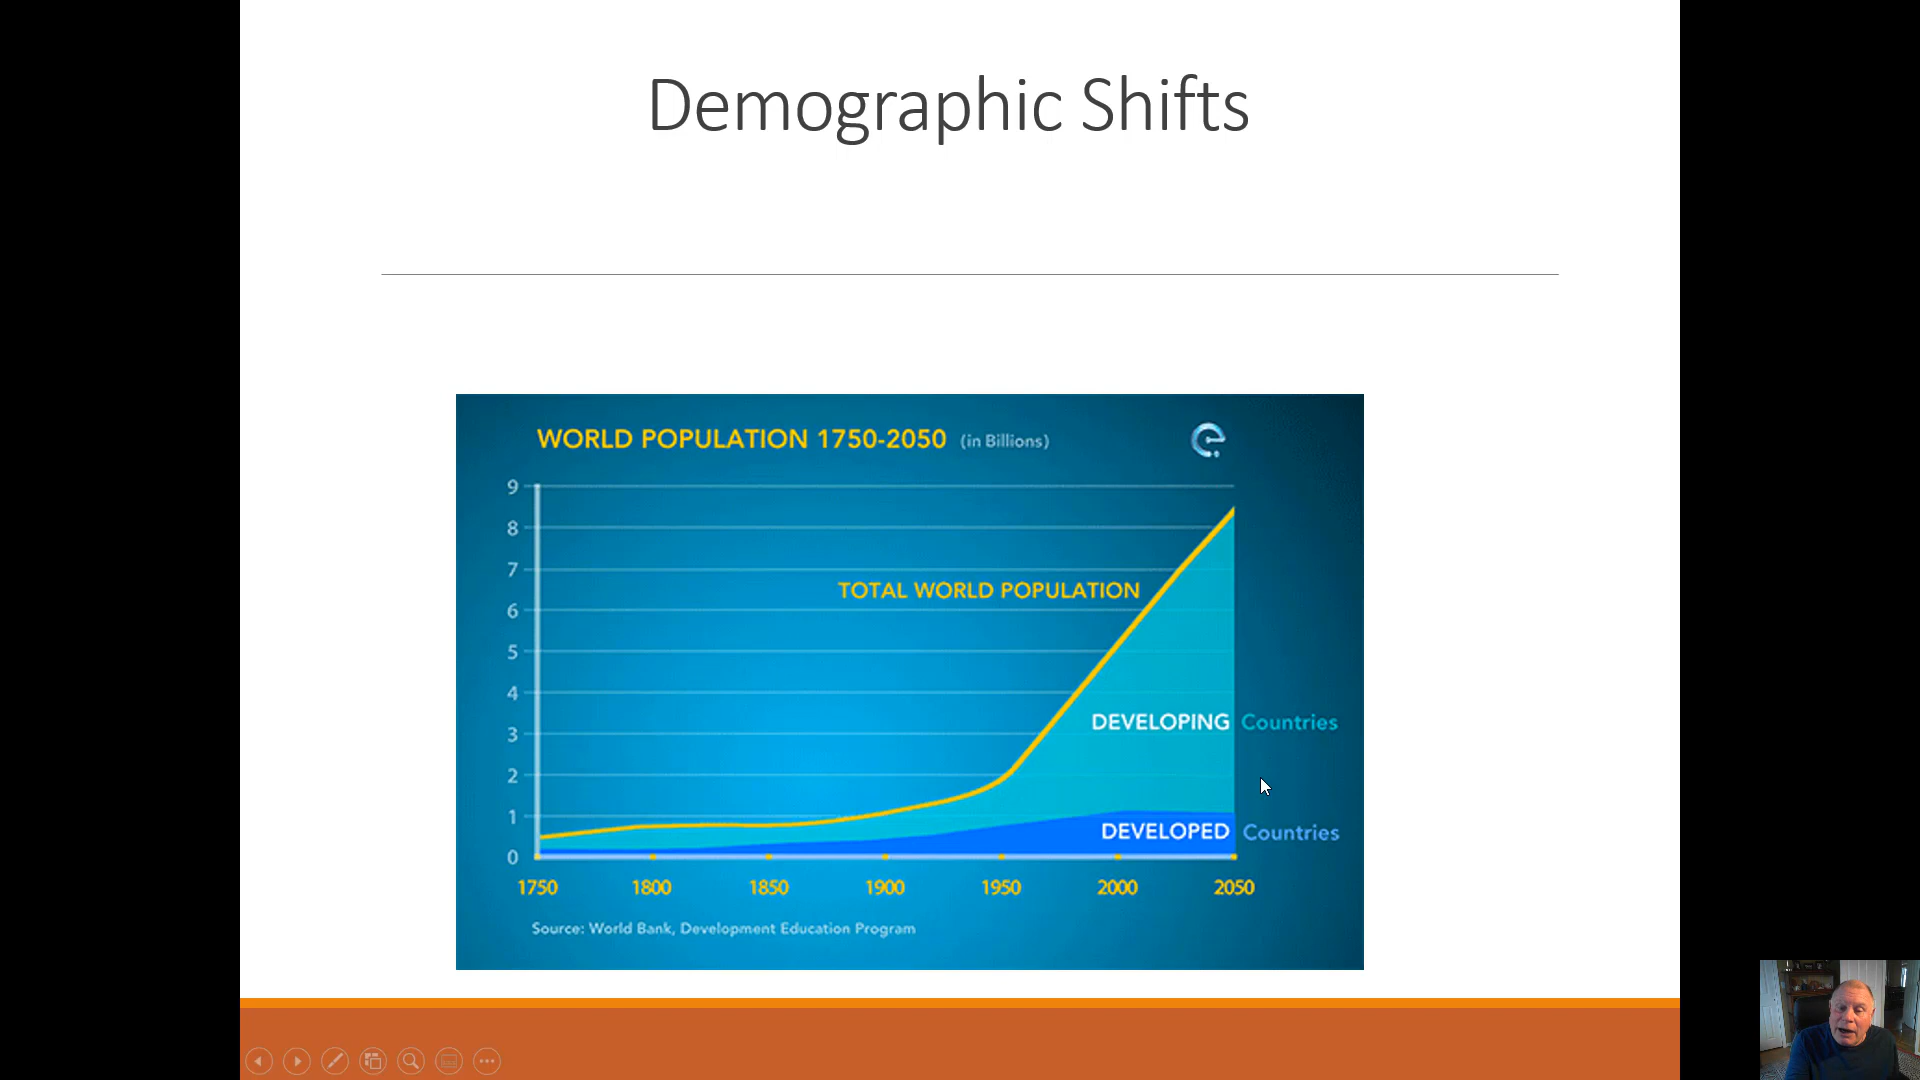 Demographic Shifts
WORLD POPULATION 1750-2050 (in Billions)
9
8
7
TOTAL WORLD POPULATION
6
5
4
DEVELOPING Countries
3
2
1
DEVELOPED Countries
0
1750 1800 1850 1900 1950 2000 2050
Source: World Bank, Development Education Program